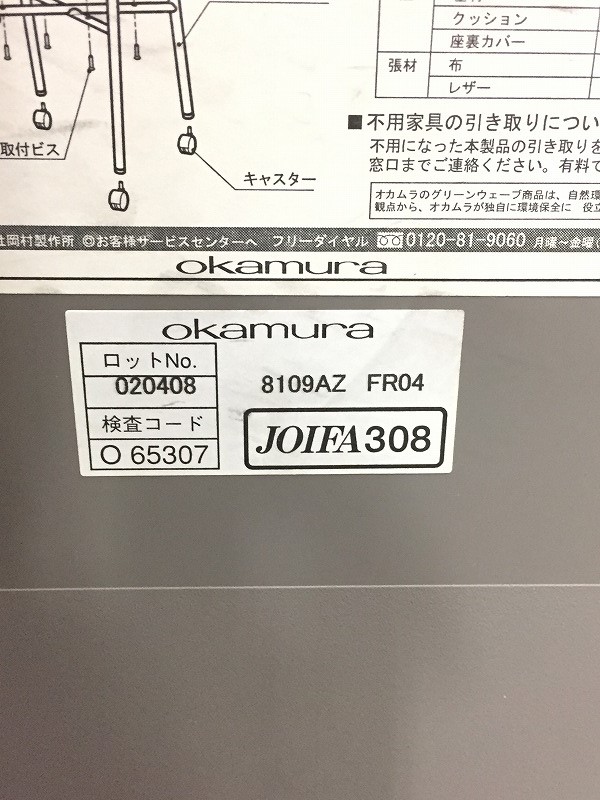 クッション
座裏カバー
張材
布
レザー
取付ビス
キャスター
■不用家具の引き取りについ
不用になった本製品の引き取りを
窓口までご連絡ください。有料で
オカムラのグリーンウェーブ商品は、自然環
観点から、オカムラが独自に環境保全に 役立
岡村製作所 ◎お客様サービスセンターへ フリーダイヤル 0120-81-9060 月曜～金曜(
okamura
okamura
ロットNo.
020408
8109AZ FR04
検査コード
O 65307
JOIFA308